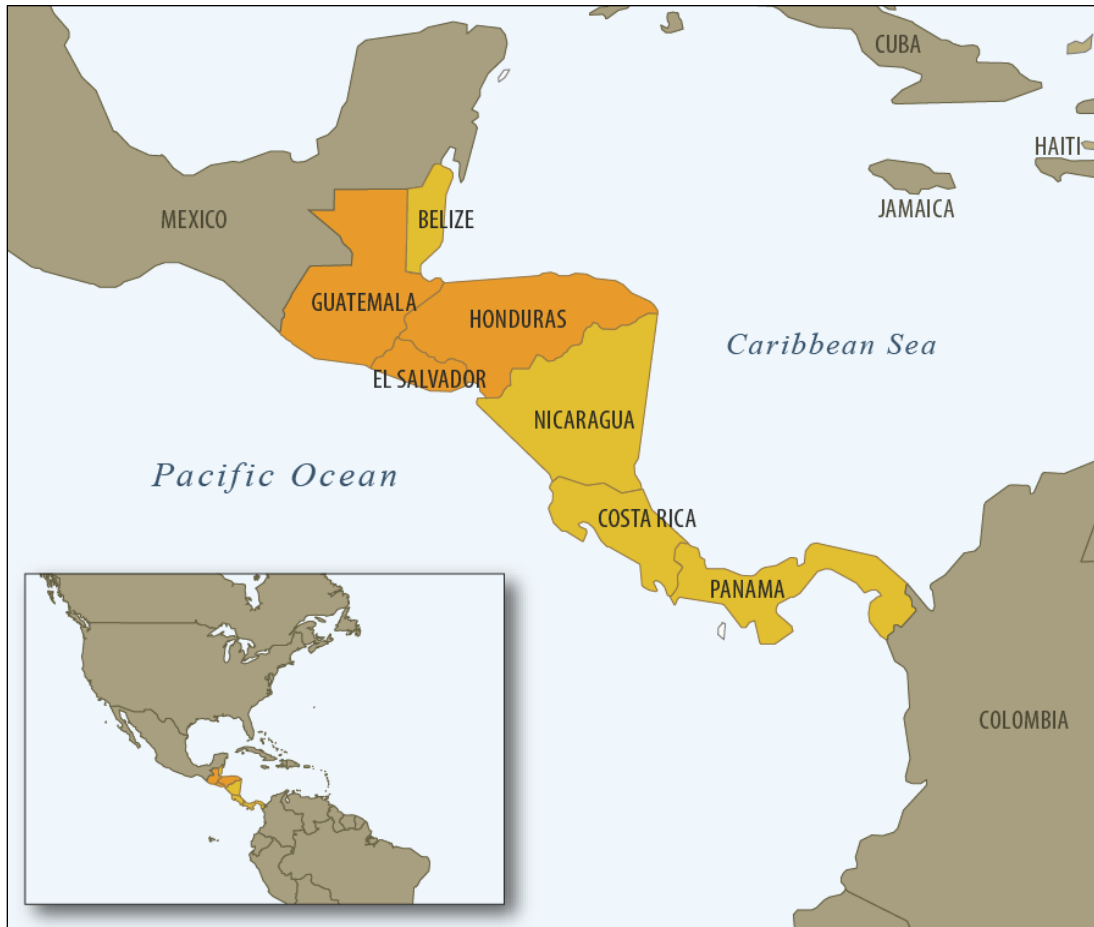 CUBA
HAITI
JAMAICA
MEXICO
BELIZE
GUATEMALA
HONDURAS
Caribbean Sea
EL SALVADOR
NICARAGUA
Pacific Ocean
COSTA RICA
PANAMA
COLOMBIA